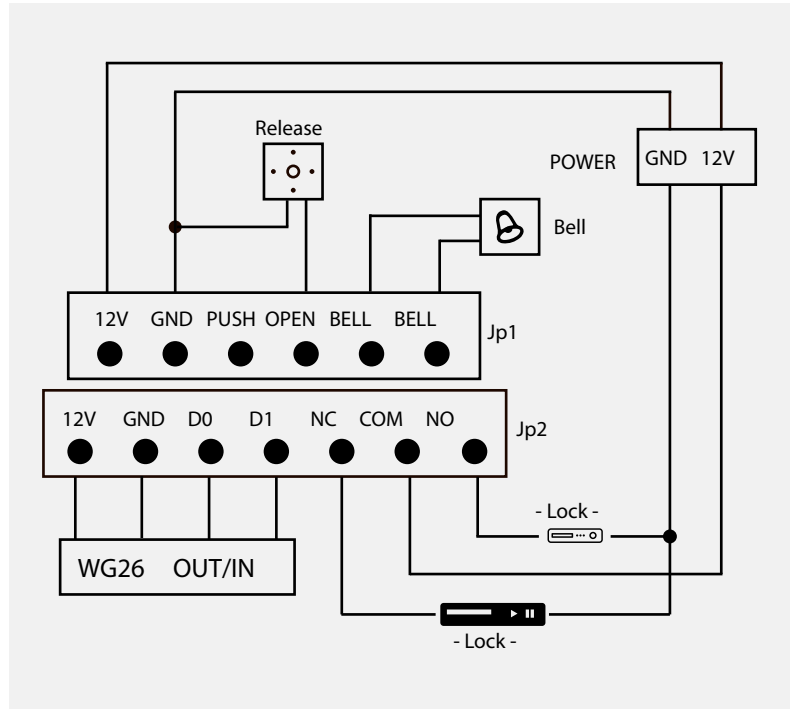 Release
POWER
GND 12V
Bell
12V GND PUSH OPEN BELL BELL
Jp1
12V GND D0 D1 NC COM NO
Jp2
- Lock -
WG26 OUT/IN
- Lock -